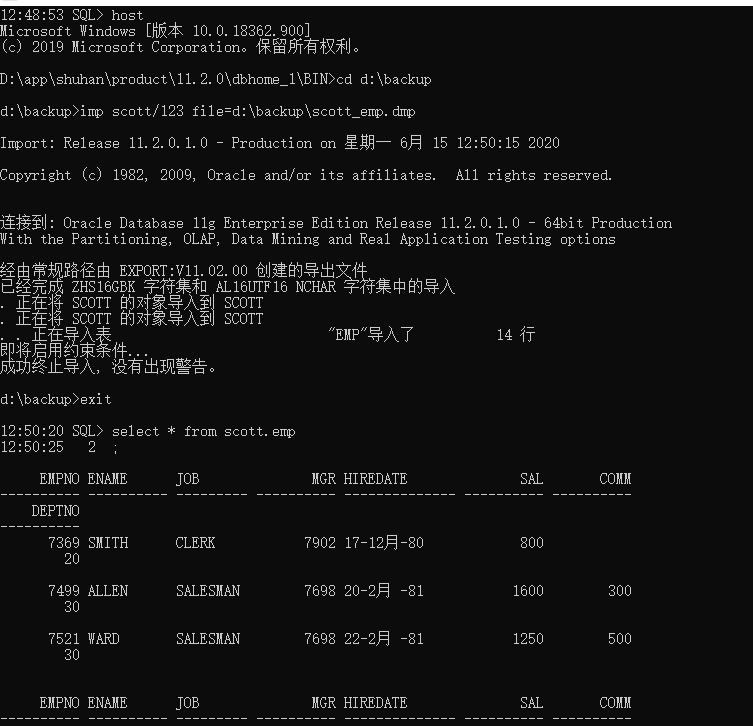 12:48:53 SQL> host
Microsoft Windows [版本 10.0.18362.900]
(c) 2019 Microsoft Corporation。保留所有权利。
D:\app\shuhan\product\11.2.0\dbhome_1\BIN>cd d:\backup
d:\backup>imp scott/123 file=d:\backup\scott_emp.dmp
Import: Release 11.2.0.1.0 - Production on 星期一 6月 15 12:50:15 2020
Copyright (c) 1982, 2009, Oracle and/or its affiliates.  All rights reserved.
连接到: Oracle Database 11g Enterprise Edition Release 11.2.0.1.0 - 64bit Production
With the Partitioning, OLAP, Data Mining and Real Application Testing options
经由常规路径由 EXPORT:V11.02.00 创建的导出文件
已经完成 ZHS16GBK 字符集和 AL16UTF16 NCHAR 字符集中的导入
. 正在将 SCOTT 的对象导入到 SCOTT
. 正在将 SCOTT 的对象导入到 SCOTT
. . 正在导入表                           "EMP"导入了          14 行
即将启用约束条件...
成功终止导入, 没有出现警告。
d:\backup>exit
12:50:20 SQL> select * from scott.emp
12:50:25   2  ;
     EMPNO ENAME      JOB              MGR HIREDATE              SAL       COMM
---------- ---------- --------- ---------- -------------- ---------- ----------
    DEPTNO
----------
      7369 SMITH      CLERK           7902 17-12月-80            800
        20
      7499 ALLEN      SALESMAN        7698 20-2月 -81           1600        300
        30
      7521 WARD       SALESMAN        7698 22-2月 -81           1250        500
        30
     EMPNO ENAME      JOB              MGR HIREDATE              SAL       COMM
---------- ---------- --------- ---------- -------------- ---------- ----------